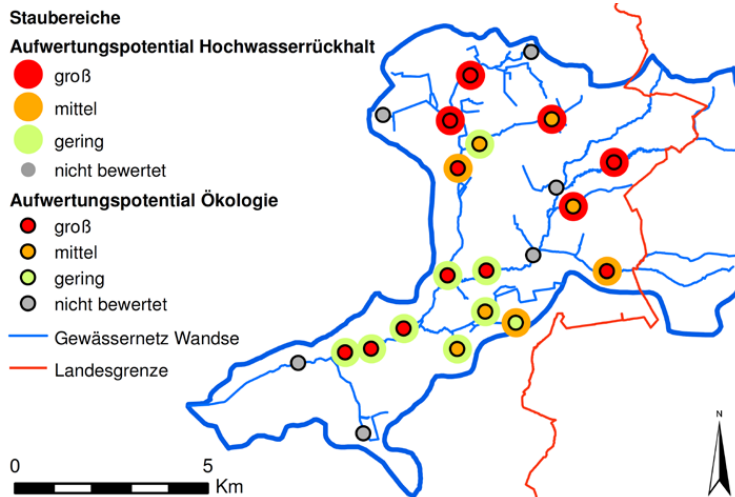 Staubereiche
Aufwertungspotential Hochwasserrückhalt
groß
mittel
gering
nicht bewertet
Aufwertungspotential Ökologie
groß
mittel
gering
nicht bewertet
Gewässernetz Wandse
Landesgrenze
0 5
Km
N